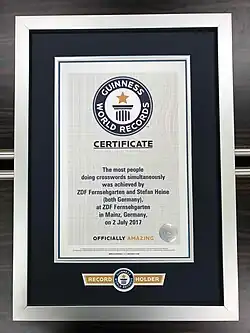 GUINNESS
WORLD RECORDS
CERTIFICATE
The most people
doing crosswords simultaneously
was achieved by
ZDF Fernsehgarten and Stefan Heine
(both Germany),
at ZDF Fernsehgarten
in Mainz, Germany,
on 2 July 2017
OFFICIALLY AMAZING
RECORD HOLDER